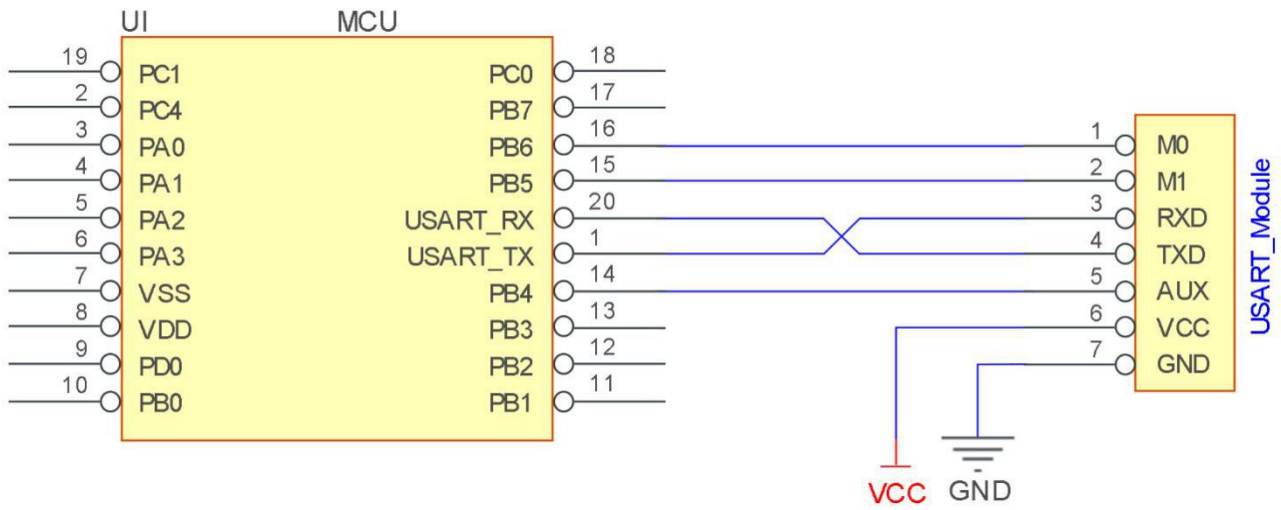 UI MCU
19 PC1 PC0 18
2 PC4 PB7 17
3 PA0 PB6 16 1 M0
4 PA1 PB5 15 2 M1
5 PA2 USART_RX 20 3 RXD
6 PA3 USART_TX 1 4 TXD
7 VSS PB4 14 5 AUX
8 VDD PB3 13 6 VCC
9 PD0 PB2 12 7 GND
10 PB0 PB1 11
USART_Module
VCC GND